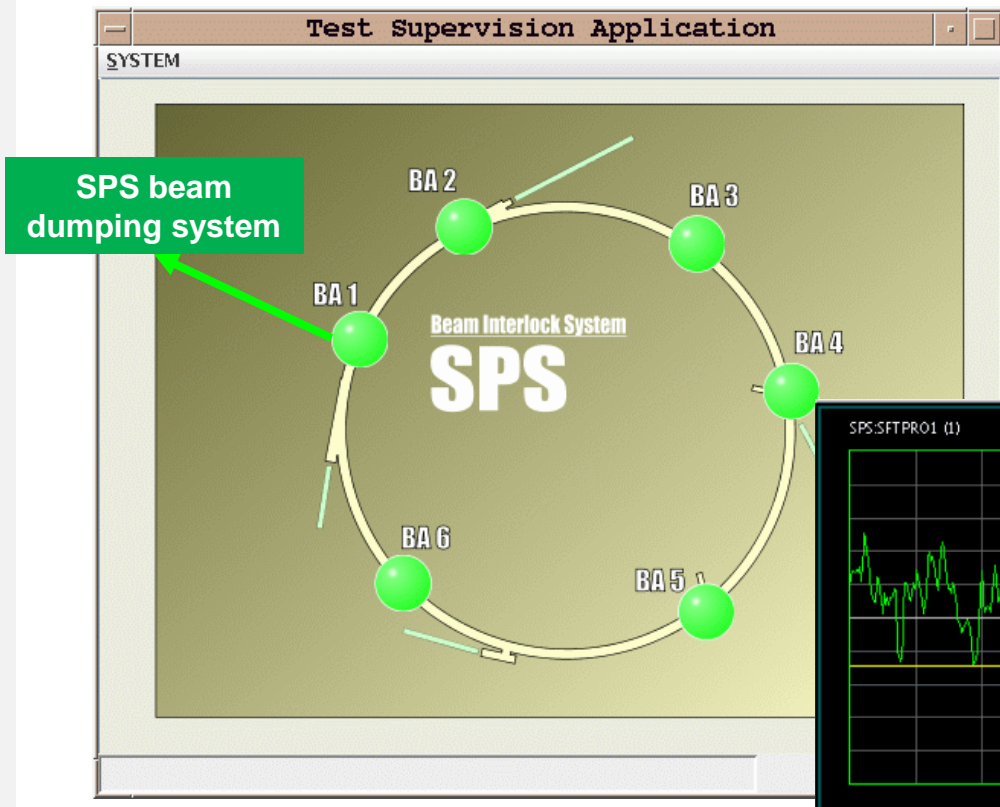 Test Supervision Application
SYSTEM
SPS beam
dumping system
BA 2
BA 3
BA 1
Beam Interlock System
SPS
BA 4
SPS:SFTPRO1 (1)
BA 6
BA 5